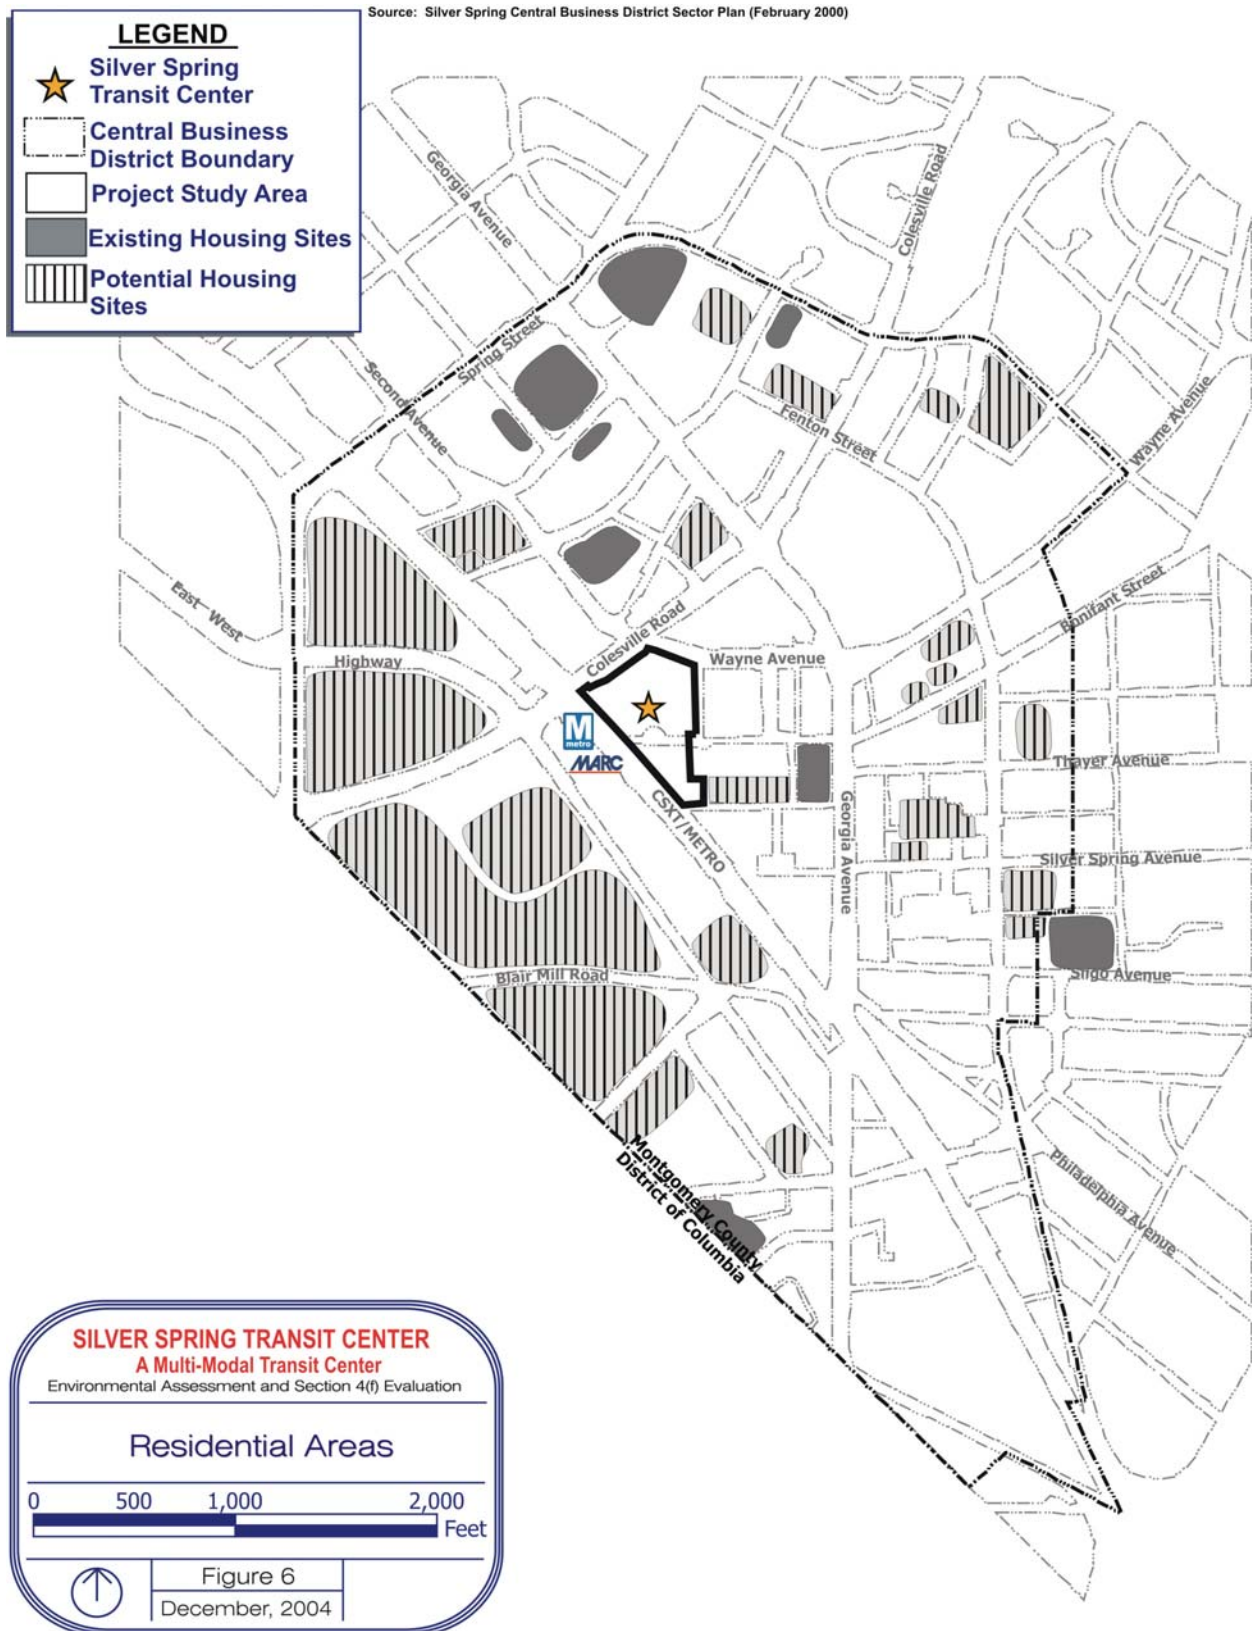 Source: Silver Spring Central Business District Sector Plan (February 2000)
LEGEND
Silver Spring
Transit Center
Central Business
District Boundary
Project Study Area
Existing Housing Sites
Potential Housing
Sites
Georgia Avenue
Colesville Road
Spring Street
Second Avenue
Fenton Street
Wayne Avenue
East West
Highway
Bonifant Street
Colesville Road
Wayne Avenue
M
metro
MARC
CSXT/METRO
Thayer Avenue
Georgia Avenue
Silver Spring Avenue
Sligo Avenue
Blair Mill Road
Philadelphia Avenue
Montgomery County
District of Columbia
SILVER SPRING TRANSIT CENTER
A Multi-Modal Transit Center
Environmental Assessment and Section 4(f) Evaluation
Residential Areas
0 500 1,000 2,000
Feet
Figure 6
December, 2004